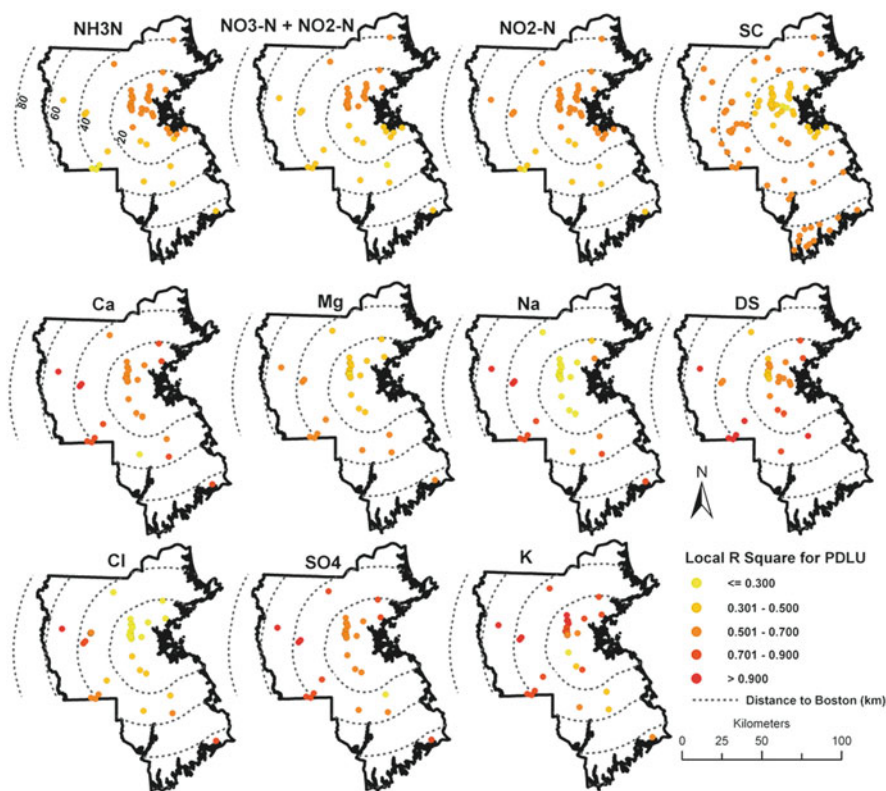 NH3N
NO3-N + NO2-N
NO2-N
SC
80
60
40
20
Ca
Mg
Na
DS
N
Cl
SO4
K
Local R Square for PDLU
<= 0.300
0.301 - 0.500
0.501 - 0.700
0.701 - 0.900
> 0.900
Distance to Boston (km)
Kilometers
0 25 50 100